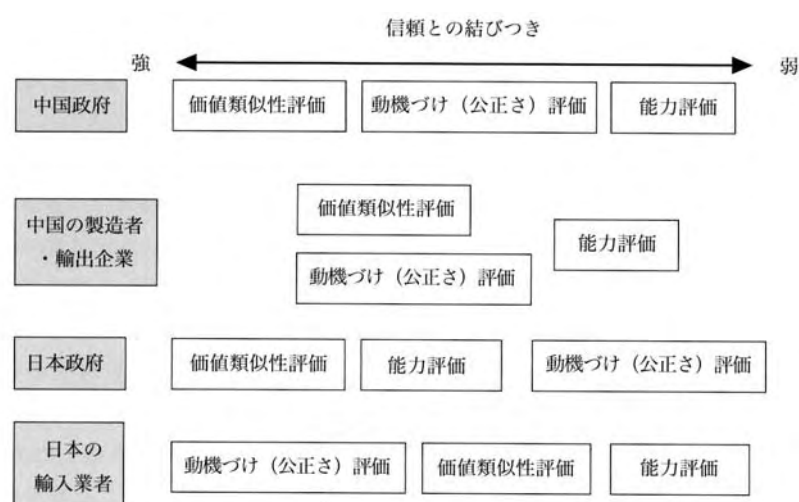 信頼との結びつき
強
弱
中国政府
価値類似性評価
動機づけ（公正さ）評価
能力評価
中国の製造者
・輸出企業
価値類似性評価
動機づけ（公正さ）評価
能力評価
日本政府
価値類似性評価
能力評価
動機づけ（公正さ）評価
日本の
輸入業者
動機づけ（公正さ）評価
価値類似性評価
能力評価